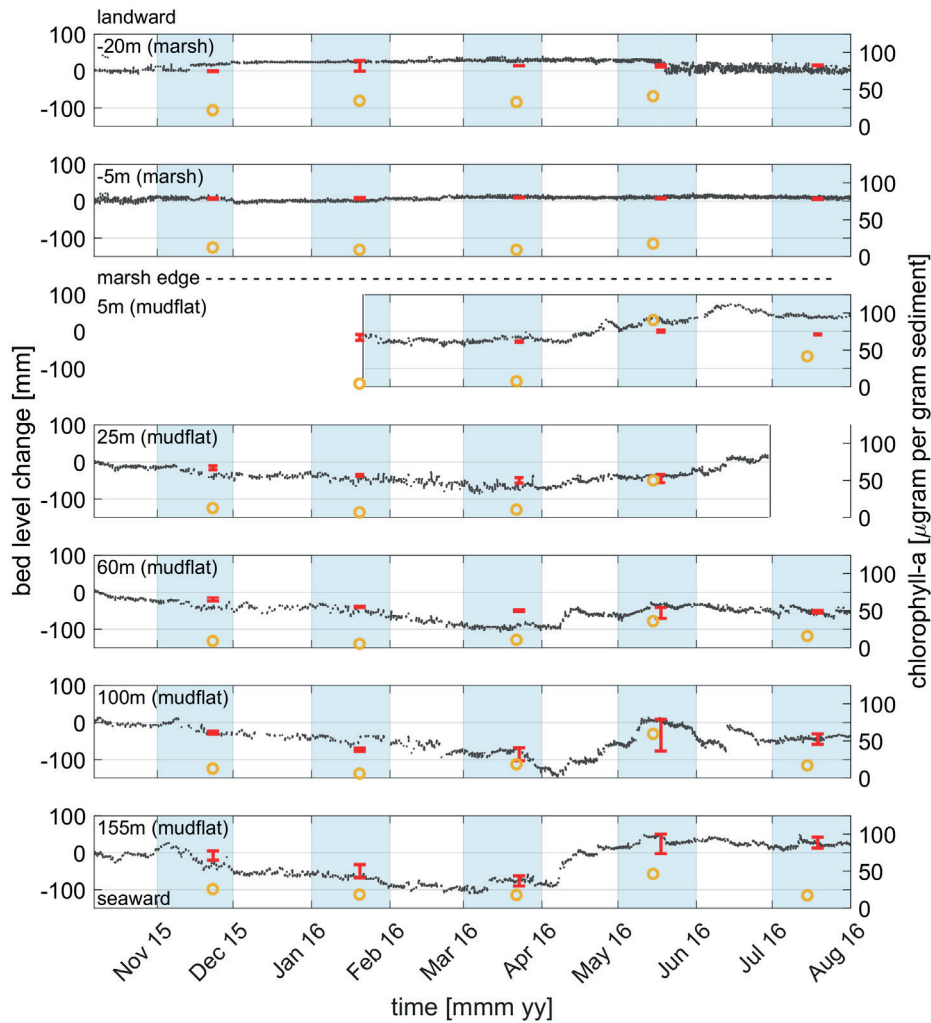 landward
100
-20m (marsh)
0
-100
100
50
0
100
-5m (marsh)
0
-100
100
50
0
marsh edge
100
5m (mudflat)
0
-100
100
50
0
100
25m (mudflat)
0
-100
100
50
0
100
60m (mudflat)
0
-100
100
50
0
100
100m (mudflat)
0
-100
100
50
0
100
155m (mudflat)
0
-100
seaward
100
50
0
bed level change [mm]
chlorophyll-a [μgram per gram sediment]
Nov 15
Dec 15
Jan 16
Feb 16
Mar 16
Apr 16
May 16
Jun 16
Jul 16
Aug 16
time [mmm yy]